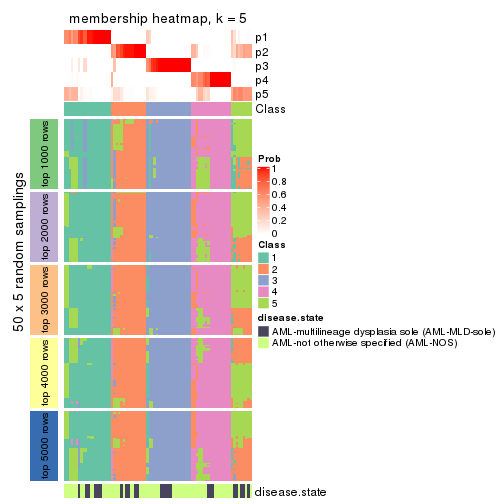 membership heatmap, k = 5
p1
p2
p3
p4
p5
Class
50 x 5 random samplings
top 1000 rows
top 2000 rows
top 3000 rows
top 4000 rows
top 5000 rows
disease.state
Prob
1
0.8
0.6
0.4
0.2
0
Class
1
2
3
4
5
disease.state
AML-multilineage dysplasia sole (AML-MLD-sole)
AML-not otherwise specified (AML-NOS)